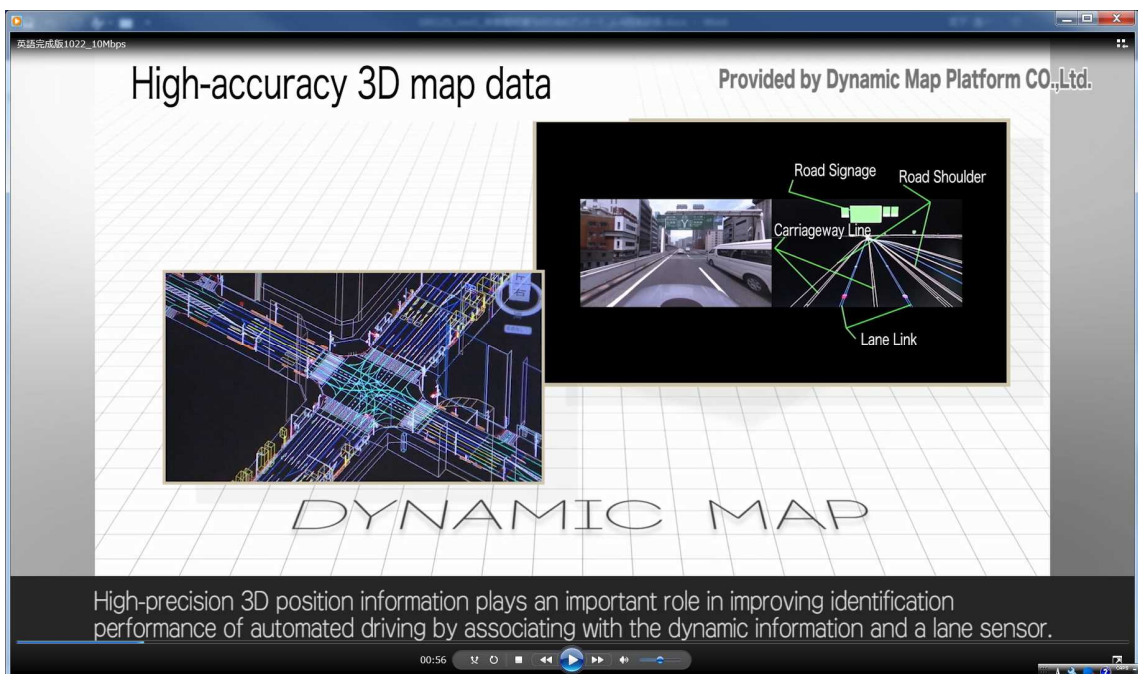 英語完成版1022_10Mbps
High-accuracy 3D map data
Provided by Dynamic Map Platform CO.,Ltd.
Road Signage
Road Shoulder
Carriageway Line
Lane Link
DYNAMIC MAP
High-precision 3D position information plays an important role in improving identification
performance of automated driving by associating with the dynamic information and a lane sensor.
00:56